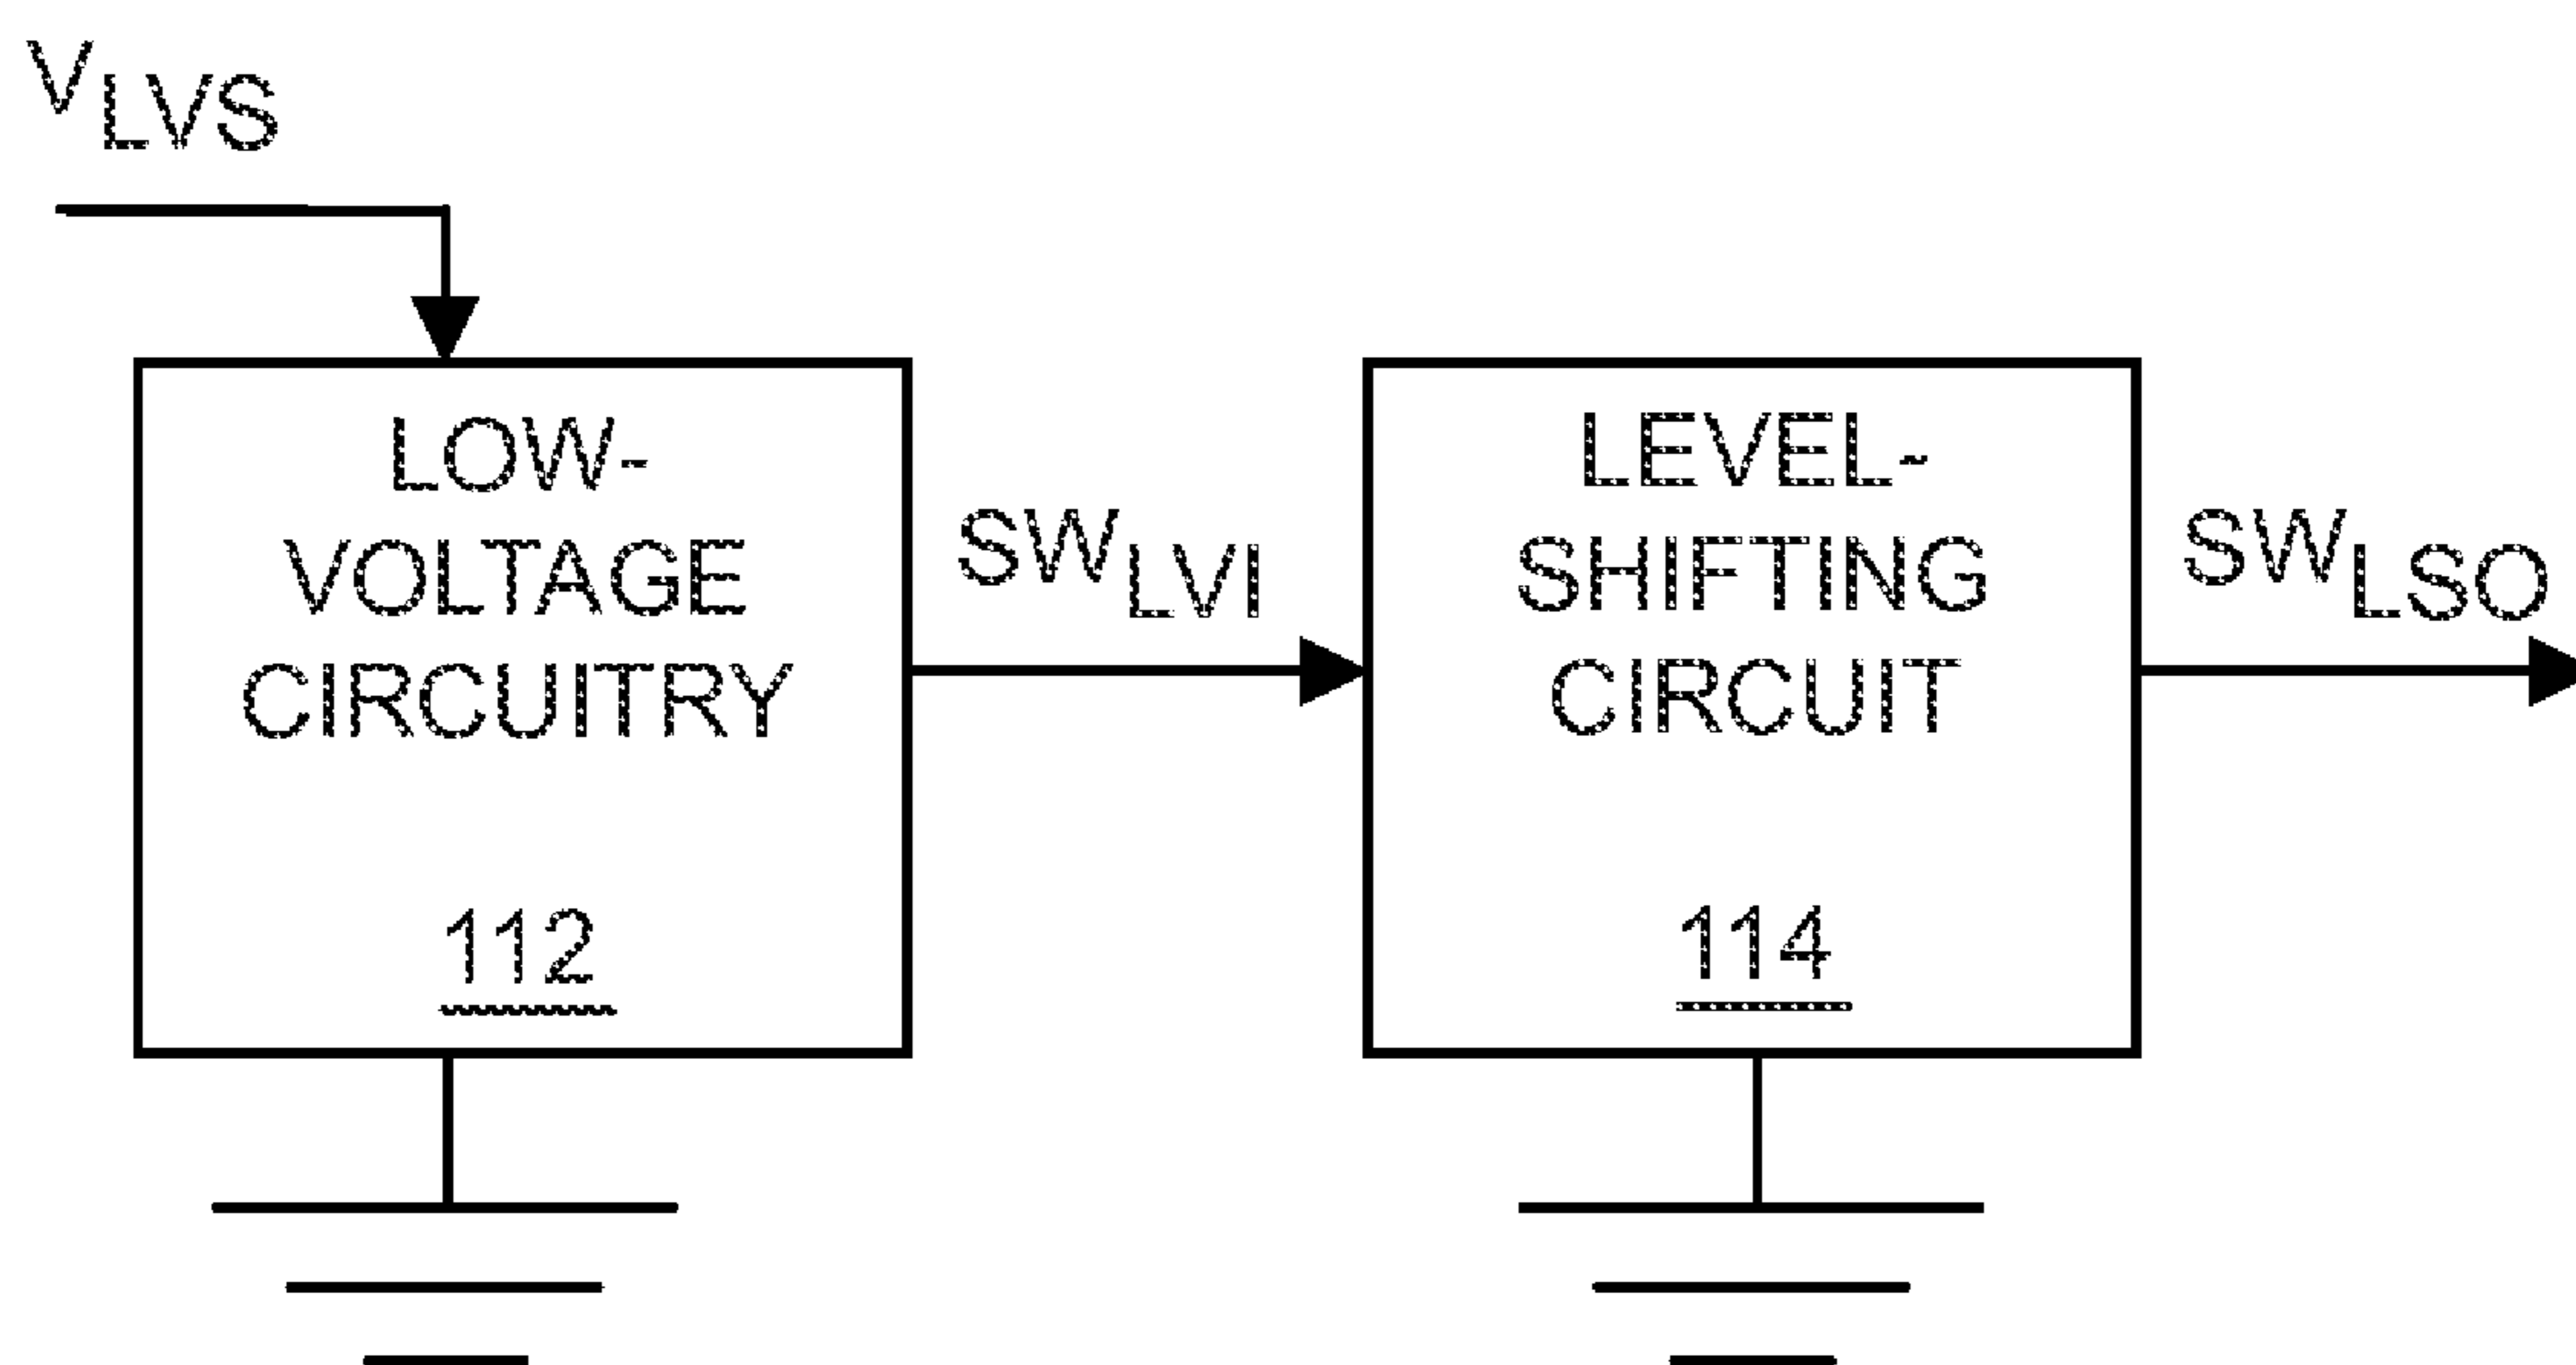 VLVS
LOW-
VOLTAGE
CIRCUITRY
112
SWLVI
LEVEL-
SHIFTING
CIRCUIT
114
SWLSO